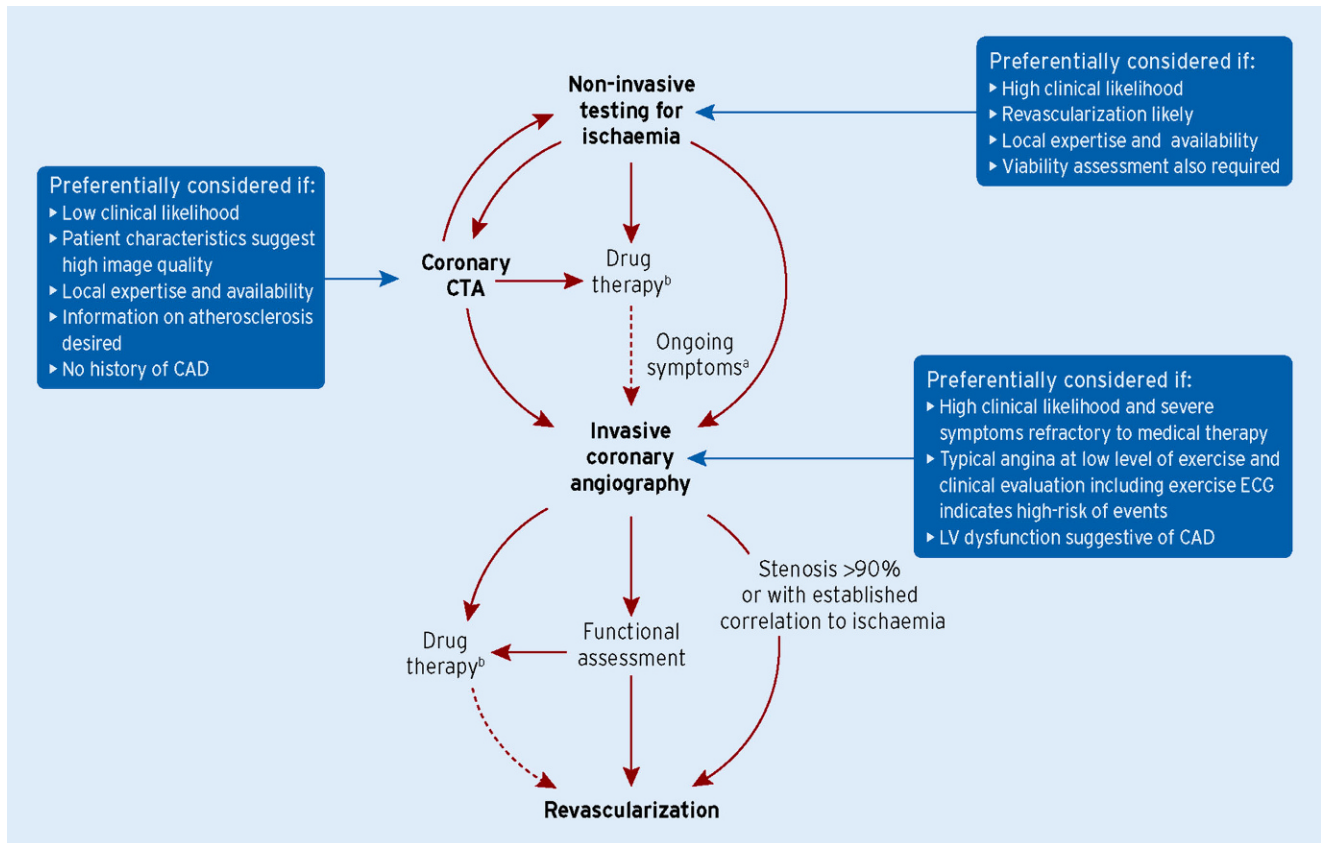 Non-invasive
testing for
ischaemia
Preferentially considered if:
▸ High clinical likelihood
▸ Revascularization likely
▸ Local expertise and availability
▸ Viability assessment also required
Preferentially considered if:
▸ Low clinical likelihood
▸ Patient characteristics suggest
high image quality
▸ Local expertise and availability
▸ Information on atherosclerosis
desired
▸ No history of CAD
Coronary
CTA
Drug
therapyᵇ
Ongoing
symptomsᵃ
Preferentially considered if:
▸ High clinical likelihood and severe
symptoms refractory to medical therapy
▸ Typical angina at low level of exercise and
clinical evaluation including exercise ECG
indicates high-risk of events
▸ LV dysfunction suggestive of CAD
Invasive
coronary
angiography
Stenosis >90%
or with established
correlation to ischaemia
Drug
therapyᵇ
Functional
assessment
Revascularization